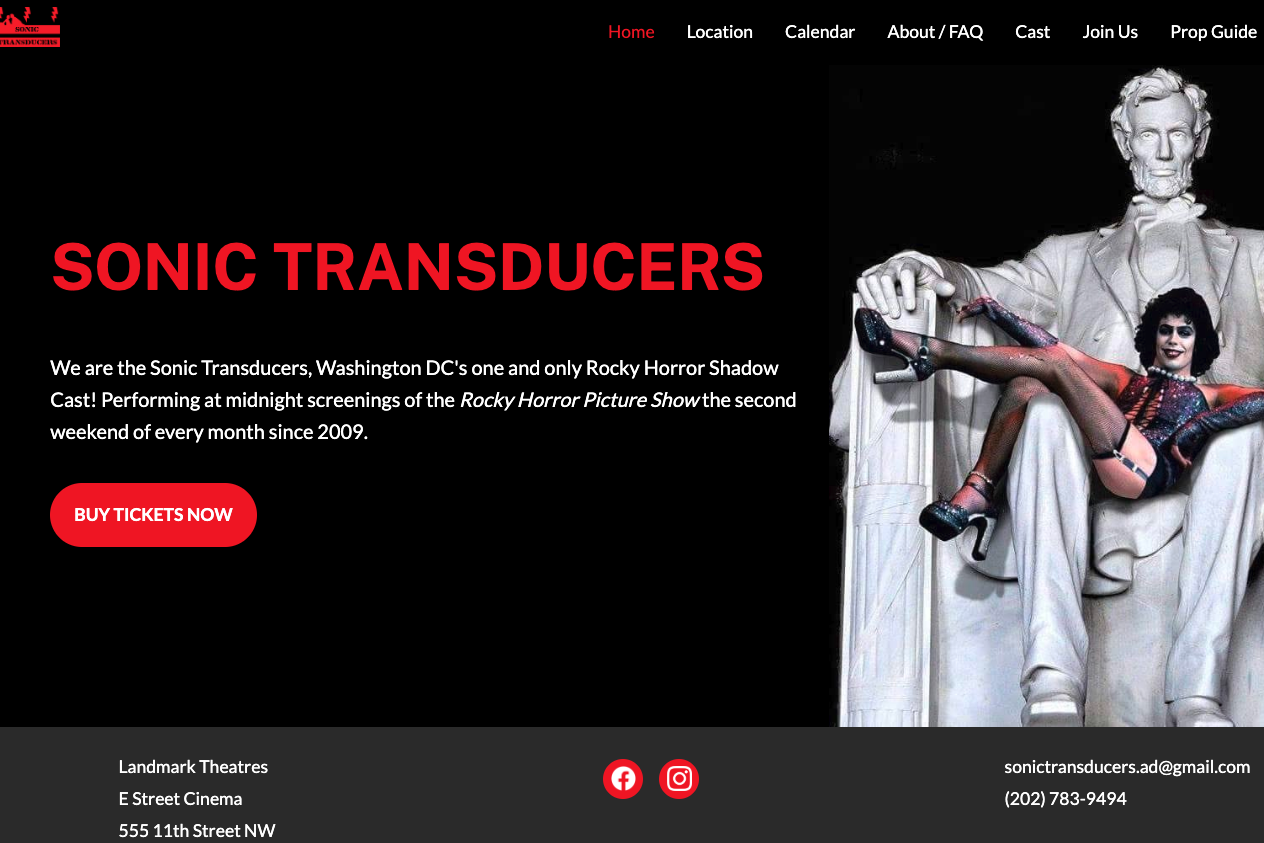 SONIC
TRANSDUCERS
Home Location Calendar About / FAQ Cast Join Us Prop Guide
SONIC TRANSDUCERS
We are the Sonic Transducers, Washington DC's one and only Rocky Horror Shadow
Cast! Performing at midnight screenings of the Rocky Horror Picture Show the second
weekend of every month since 2009.
BUY TICKETS NOW
Landmark Theatres
E Street Cinema
555 11th Street NW
sonictransducers.ad@gmail.com
(202) 783-9494